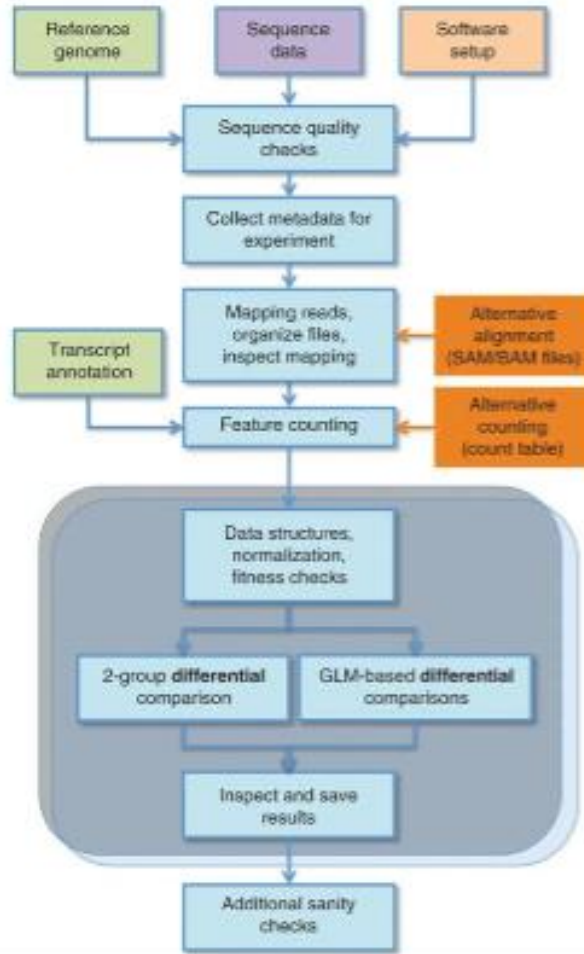 Reference
genome
Sequence
data
Software
setup
Sequence quality
checks
Collect metadata for
experiment
Mapping reads,
organize files,
inspect mapping
Alternative
alignment
(SAM/BAM files)
Transcript
annotation
Feature counting
Alternative
counting
(count table)
Data structures,
normalization,
fitness checks
2-group differential
comparison
GLM-based differential
comparisons
Inspect and save
results
Additional sanity
checks